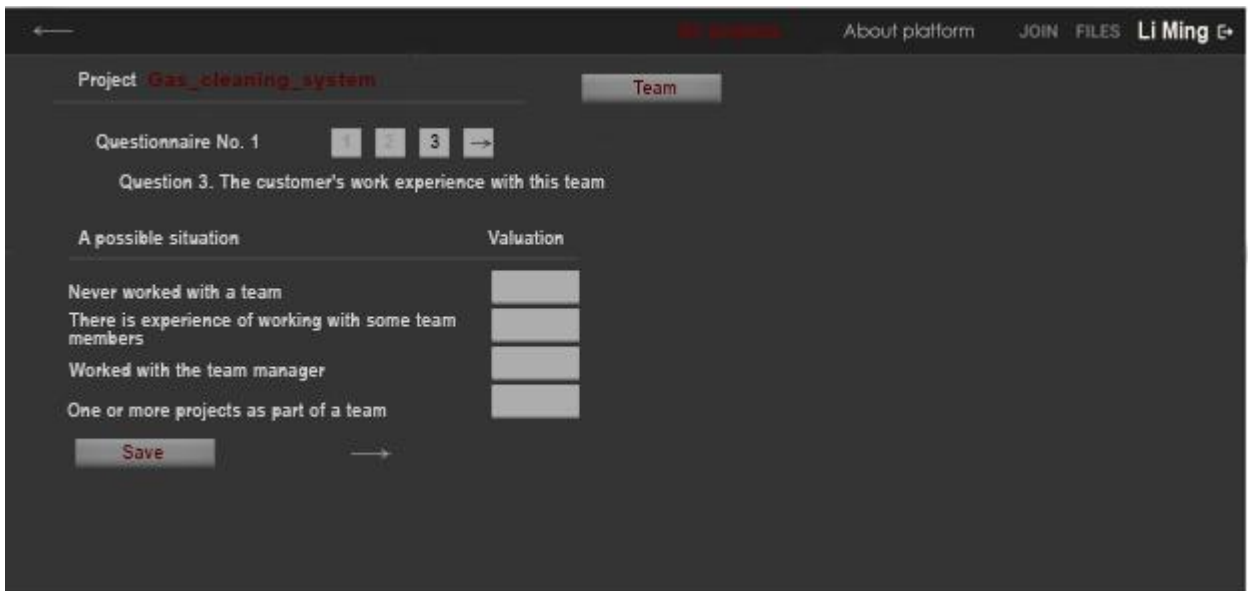 About platform JOIN FILES Li Ming
Project Gas_cleaning_system
Team
Questionnaire No. 1 1 2 3 →
Question 3. The customer's work experience with this team
A possible situation Valuation
Never worked with a team
There is experience of working with some team
members
Worked with the team manager
One or more projects as part of a team
Save